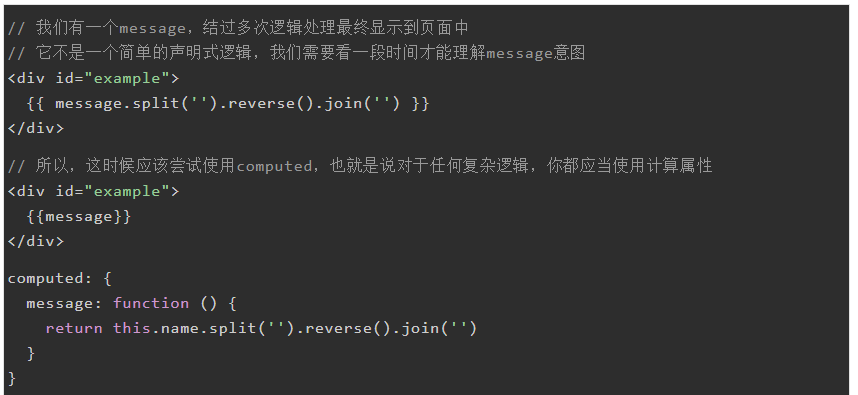 // 我们有一个message，结过多次逻辑处理最终显示到页面中
// 它不是一个简单的声明式逻辑，我们需要看一段时间才能理解message意图
<div id="example">
  {{ message.split('').reverse().join('') }}
</div>
// 所以，这时候应该尝试使用computed，也就是说对于任何复杂逻辑，你都应当使用计算属性
<div id="example">
  {{message}}
</div>
computed: {
  message: function () {
    return this.name.split('').reverse().join('')
  }
}